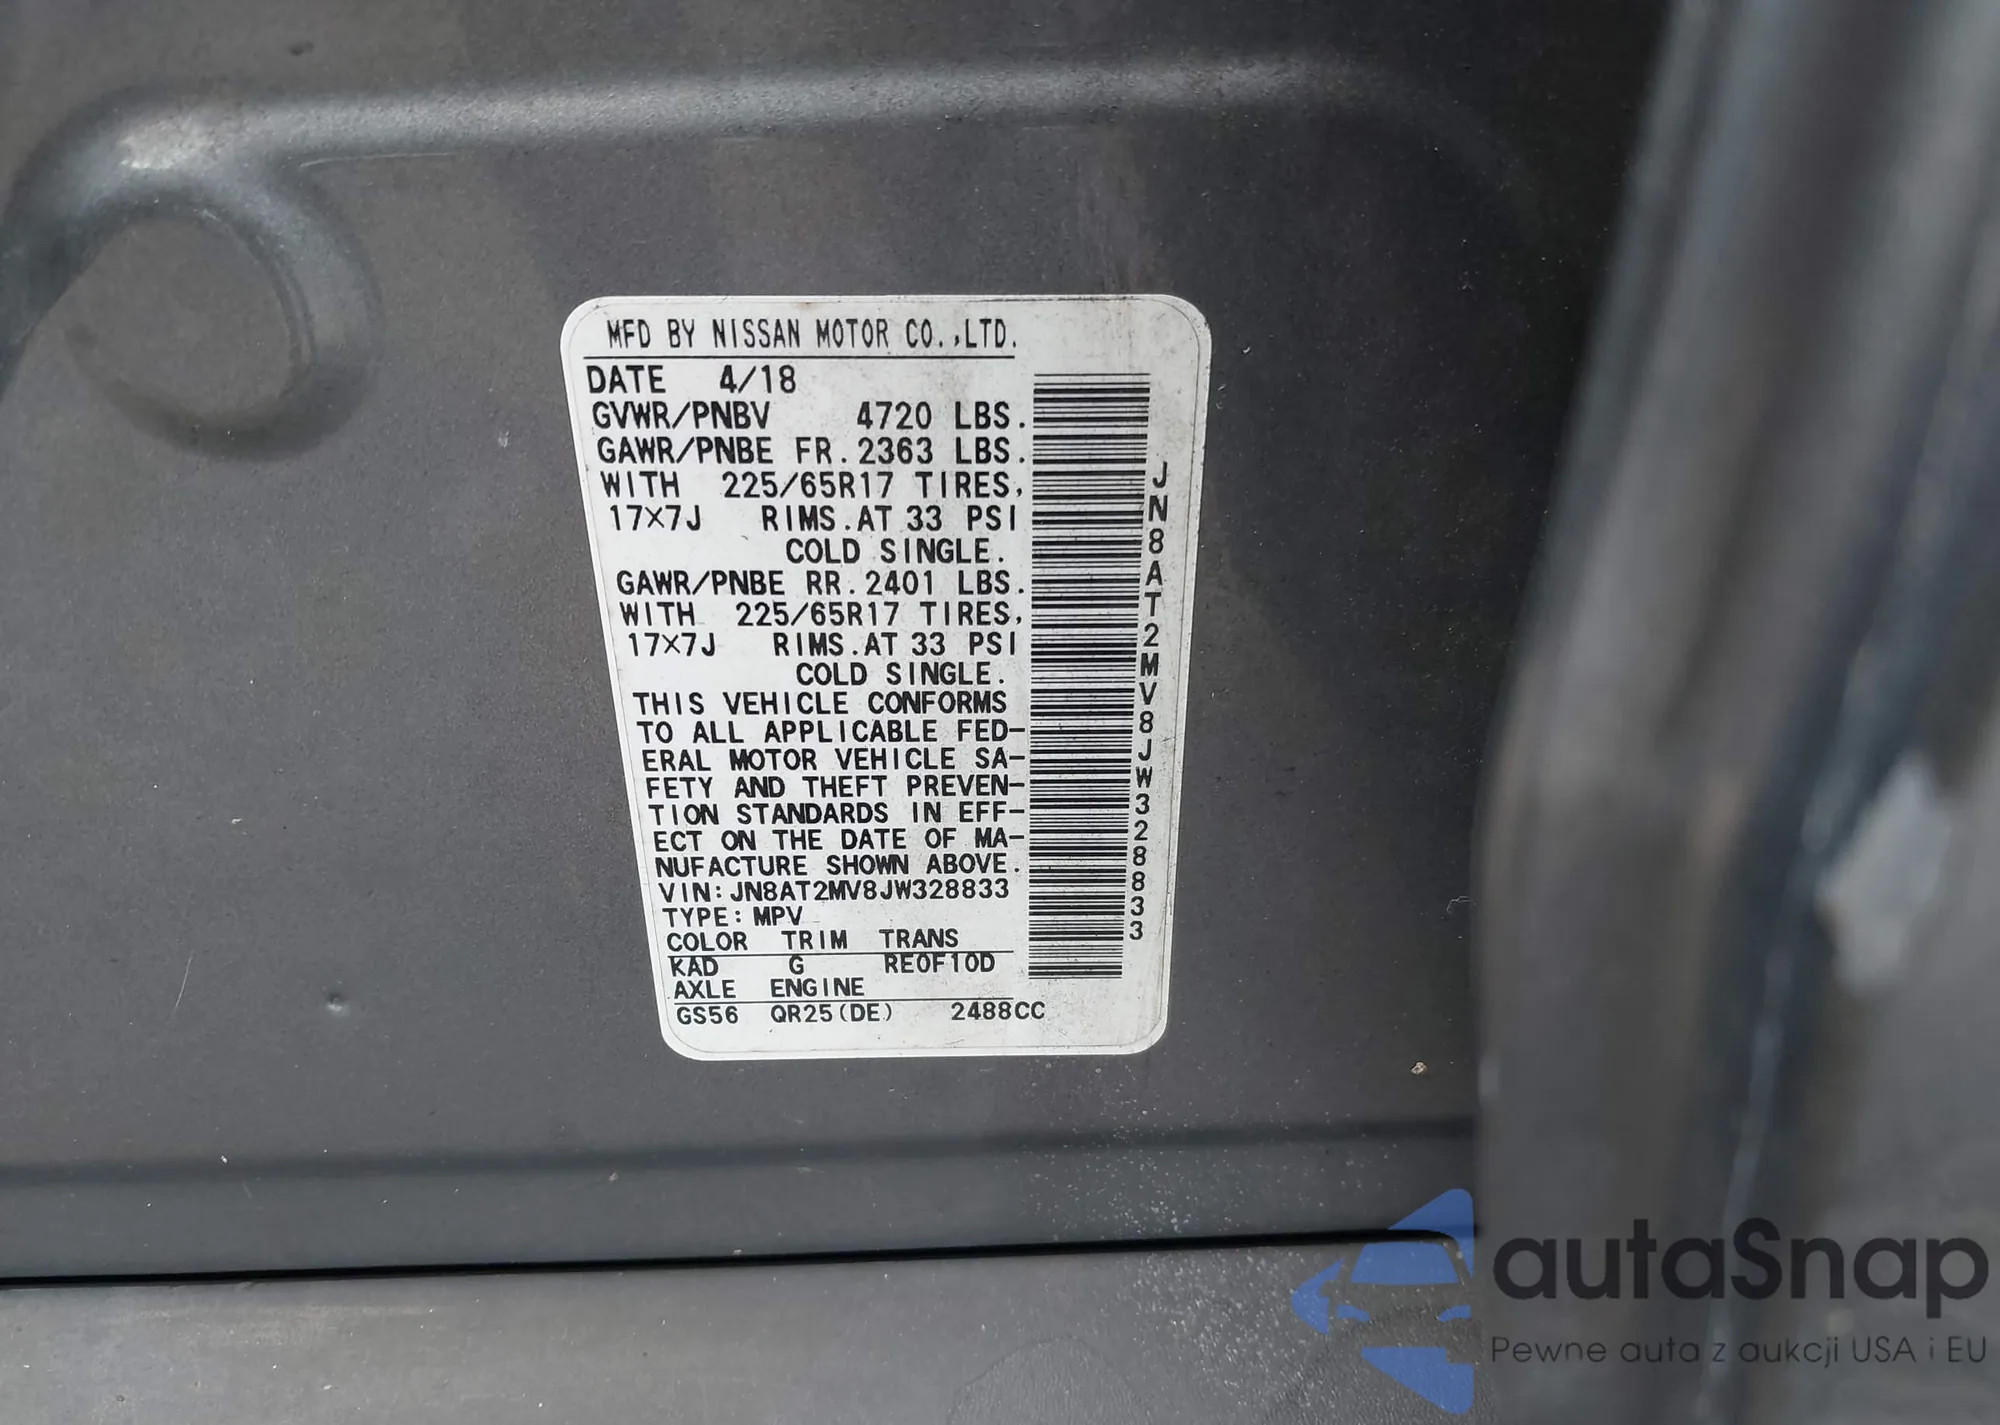 MFD BY NISSAN MOTOR CO.,LTD.
DATE 4/18
GVWR/PNBV 4720 LBS.
GAWR/PNBE FR. 2363 LBS.
WITH 225/65R17 TIRES,
17X7J RIMS.AT 33 PSI
COLD SINGLE.
GAWR/PNBE RR. 2401 LBS.
WITH 225/65R17 TIRES,
17X7J RIMS.AT 33 PSI
COLD SINGLE.
THIS VEHICLE CONFORMS
TO ALL APPLICABLE FED-
ERAL MOTOR VEHICLE SA-
FETY AND THEFT PREVEN-
TION STANDARDS IN EFF-
ECT ON THE DATE OF MA-
NUFACTURE SHOWN ABOVE.
VIN:JN8AT2MV8JW328833
TYPE:MPV
COLOR TRIM TRANS
KAD G RE0F10D
AXLE ENGINE
GS56 QR25(DE) 2488CC
JN8AT2MV8JW328833
autaSnap
Pewne auta z aukcji USA i EU